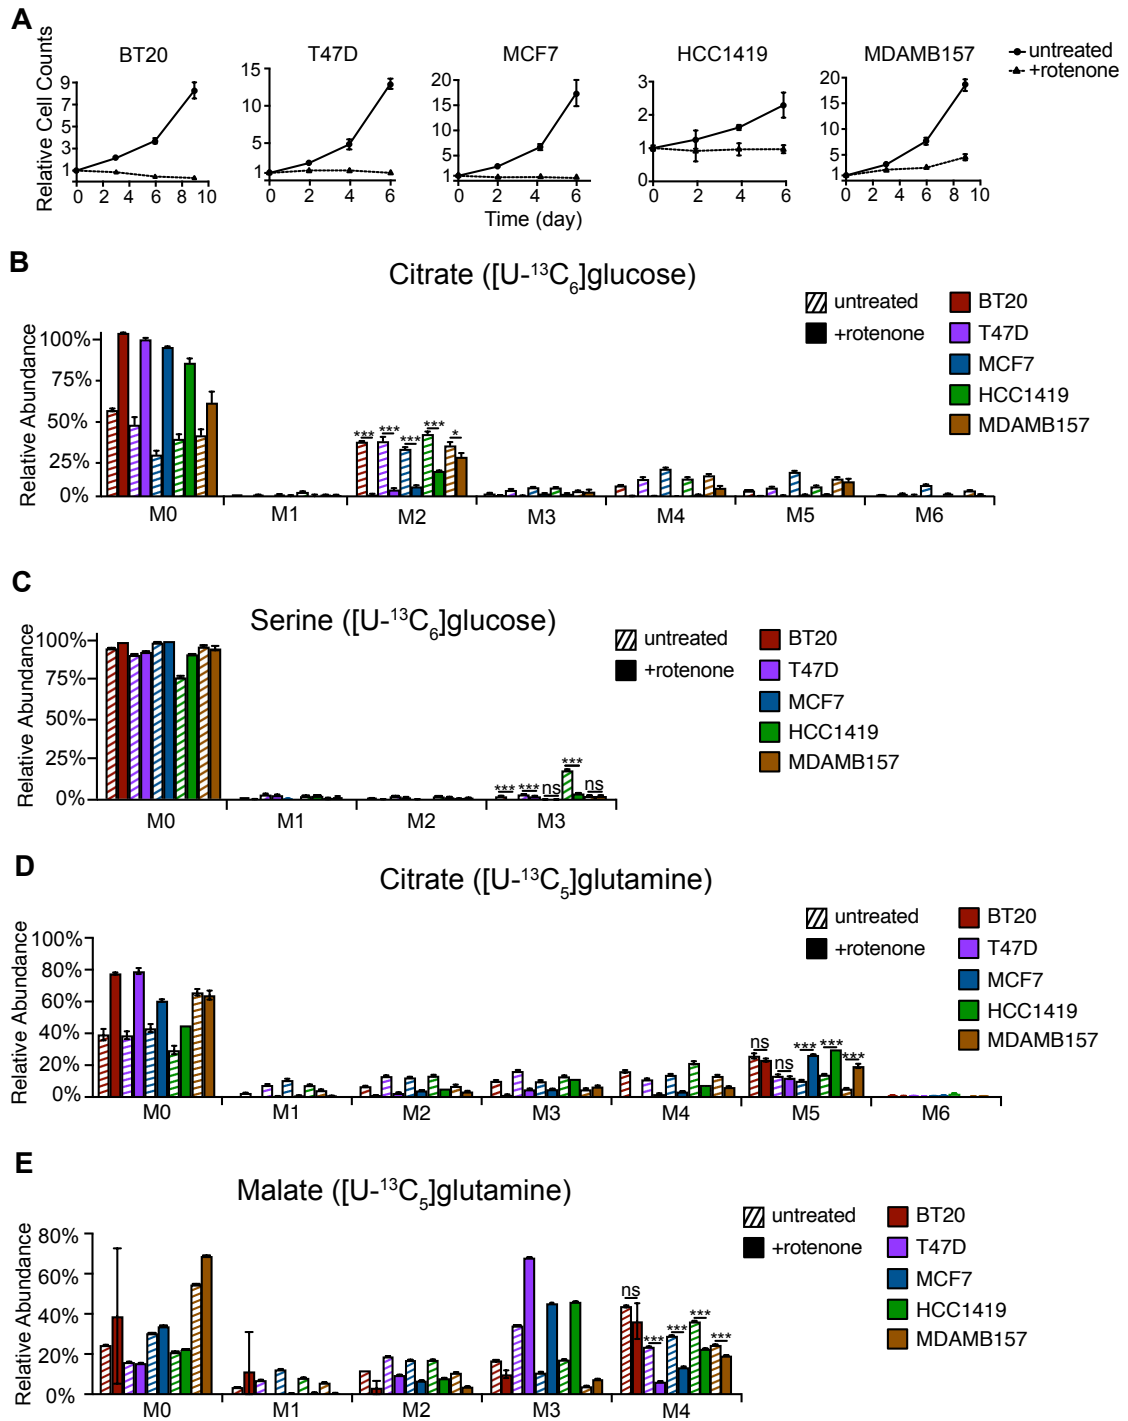 A
BT20
T47D
MCF7
HCC1419
MDAMB157
untreated
+rotenone
Relative Cell Counts
9
7
5
3
1
0 2 4 6 8 10
15
10
5
1
0 2 4 6
20
15
10
5
1
0 2 4 6
3
2
1
0
0 2 4 6
20
15
10
5
1
0 2 4 6 8 10
Time (day)
B
Citrate ([U-¹³C₆]glucose)
untreated
+rotenone
BT20
T47D
MCF7
HCC1419
MDAMB157
Relative Abundance
100%
75%
50%
25%
0%
*** *** *** *** *
M0 M1 M2 M3 M4 M5 M6
C
Serine ([U-¹³C₆]glucose)
untreated
+rotenone
BT20
T47D
MCF7
HCC1419
MDAMB157
Relative Abundance
100%
75%
50%
25%
0%
*** *** ns *** ns
M0 M1 M2 M3
D
Citrate ([U-¹³C₅]glutamine)
untreated
+rotenone
BT20
T47D
MCF7
HCC1419
MDAMB157
Relative Abundance
100%
80%
60%
40%
20%
0%
ns ns *** *** ***
M0 M1 M2 M3 M4 M5 M6
E
Malate ([U-¹³C₅]glutamine)
untreated
+rotenone
BT20
T47D
MCF7
HCC1419
MDAMB157
Relative Abundance
80%
60%
40%
20%
0%
ns *** *** *** ***
M0 M1 M2 M3 M4